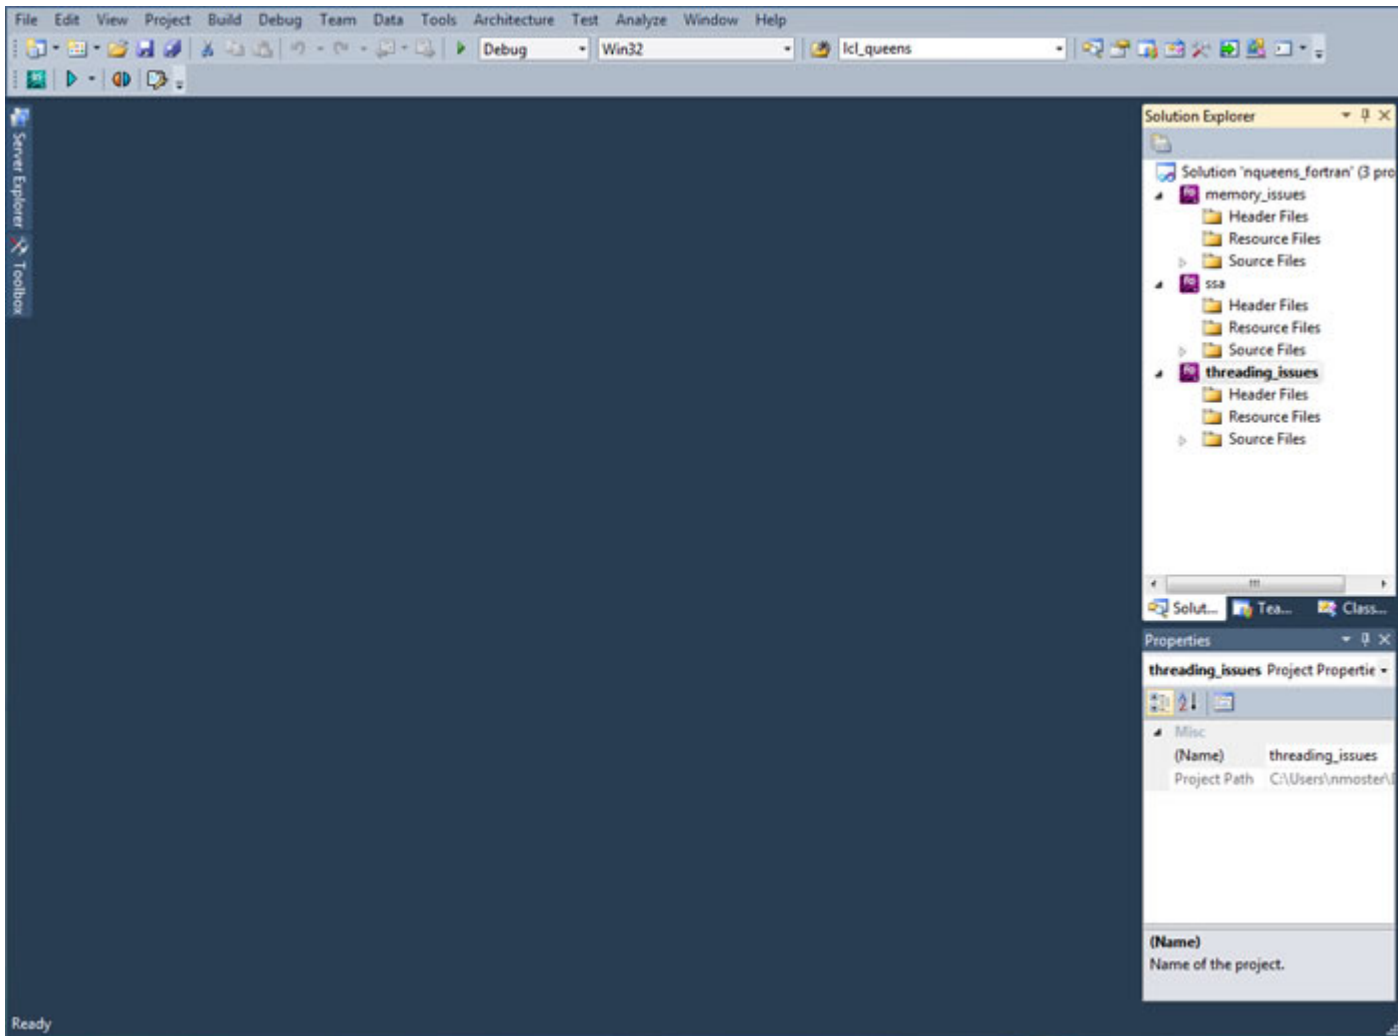 File Edit View Project Build Debug Team Data Tools Architecture Test Analyze Window Help
Debug Win32 lcl_queens
Server Explorer
Toolbox
Solution Explorer
Solution 'nqueens_fortran' (3 pro
memory_issues
Header Files
Resource Files
Source Files
ssa
Header Files
Resource Files
Source Files
threading_issues
Header Files
Resource Files
Source Files
Solut... Tea... Class...
Properties
threading_issues Project Propertie
Misc
(Name) threading_issues
Project Path C:\Users\nmoster\
(Name)
Name of the project.
Ready